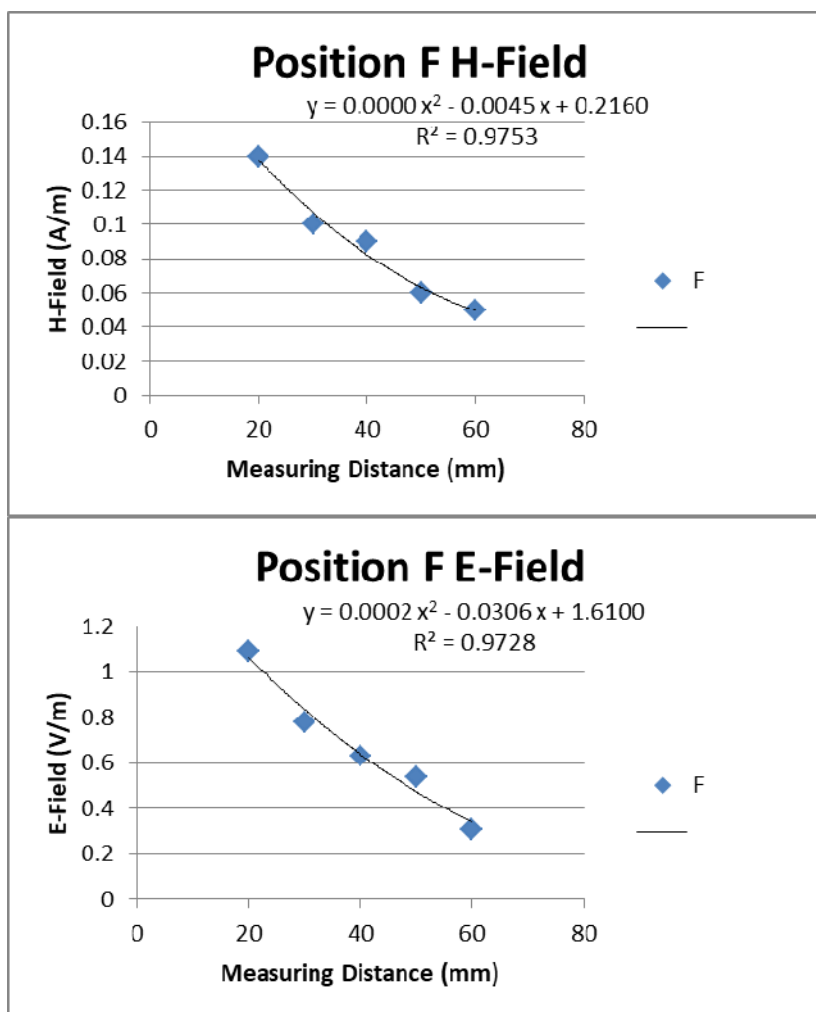 Position F H-Field
y = 0.0000 x² - 0.0045 x + 0.2160
R² = 0.9753
0.16
0.14
0.12
0.1
0.08
0.06
0.04
0.02
0
H-Field (A/m)
0 20 40 60 80
Measuring Distance (mm)
F
Position F E-Field
y = 0.0002 x² - 0.0306 x + 1.6100
R² = 0.9728
1.2
1
0.8
0.6
0.4
0.2
0
E-Field (V/m)
0 20 40 60 80
Measuring Distance (mm)
F